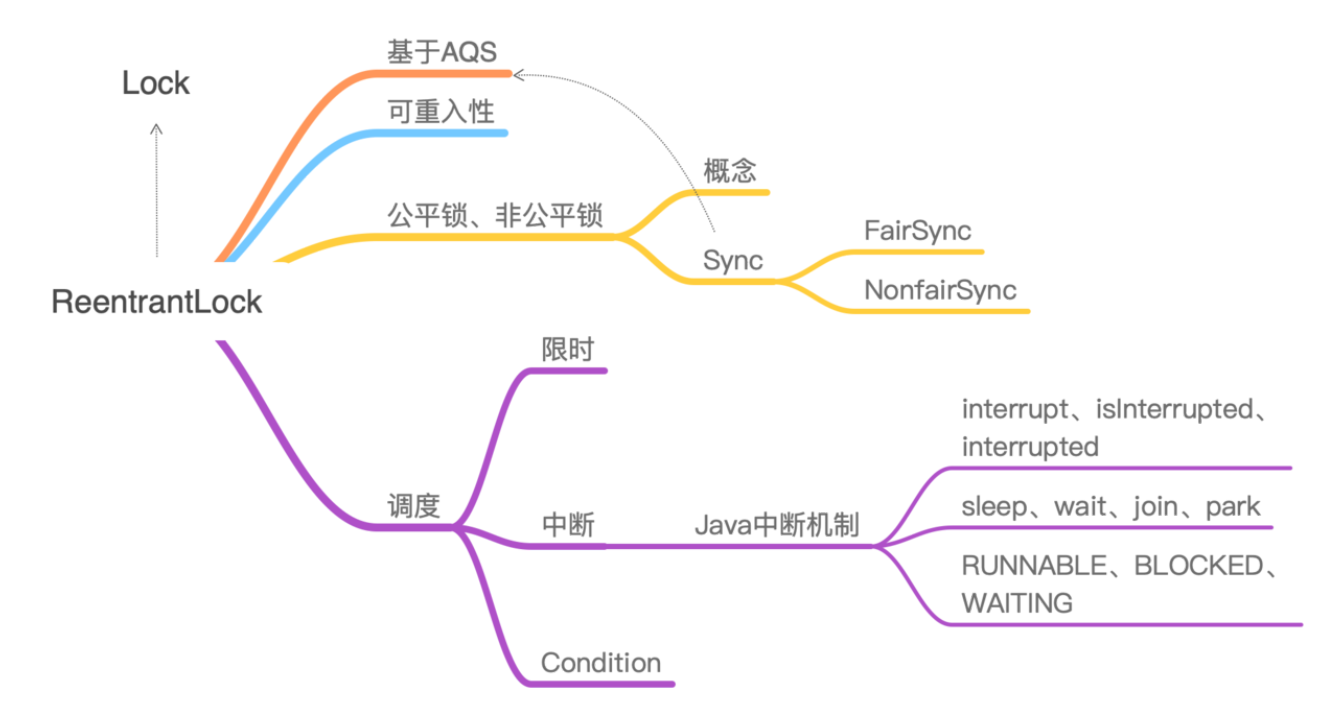 Lock
ReentrantLock
基于AQS
可重入性
公平锁、非公平锁
概念
Sync
FairSync
NonfairSync
调度
限时
中断
Java中断机制
interrupt、isInterrupted、
interrupted
sleep、wait、join、park
RUNNABLE、BLOCKED、
WAITING
Condition